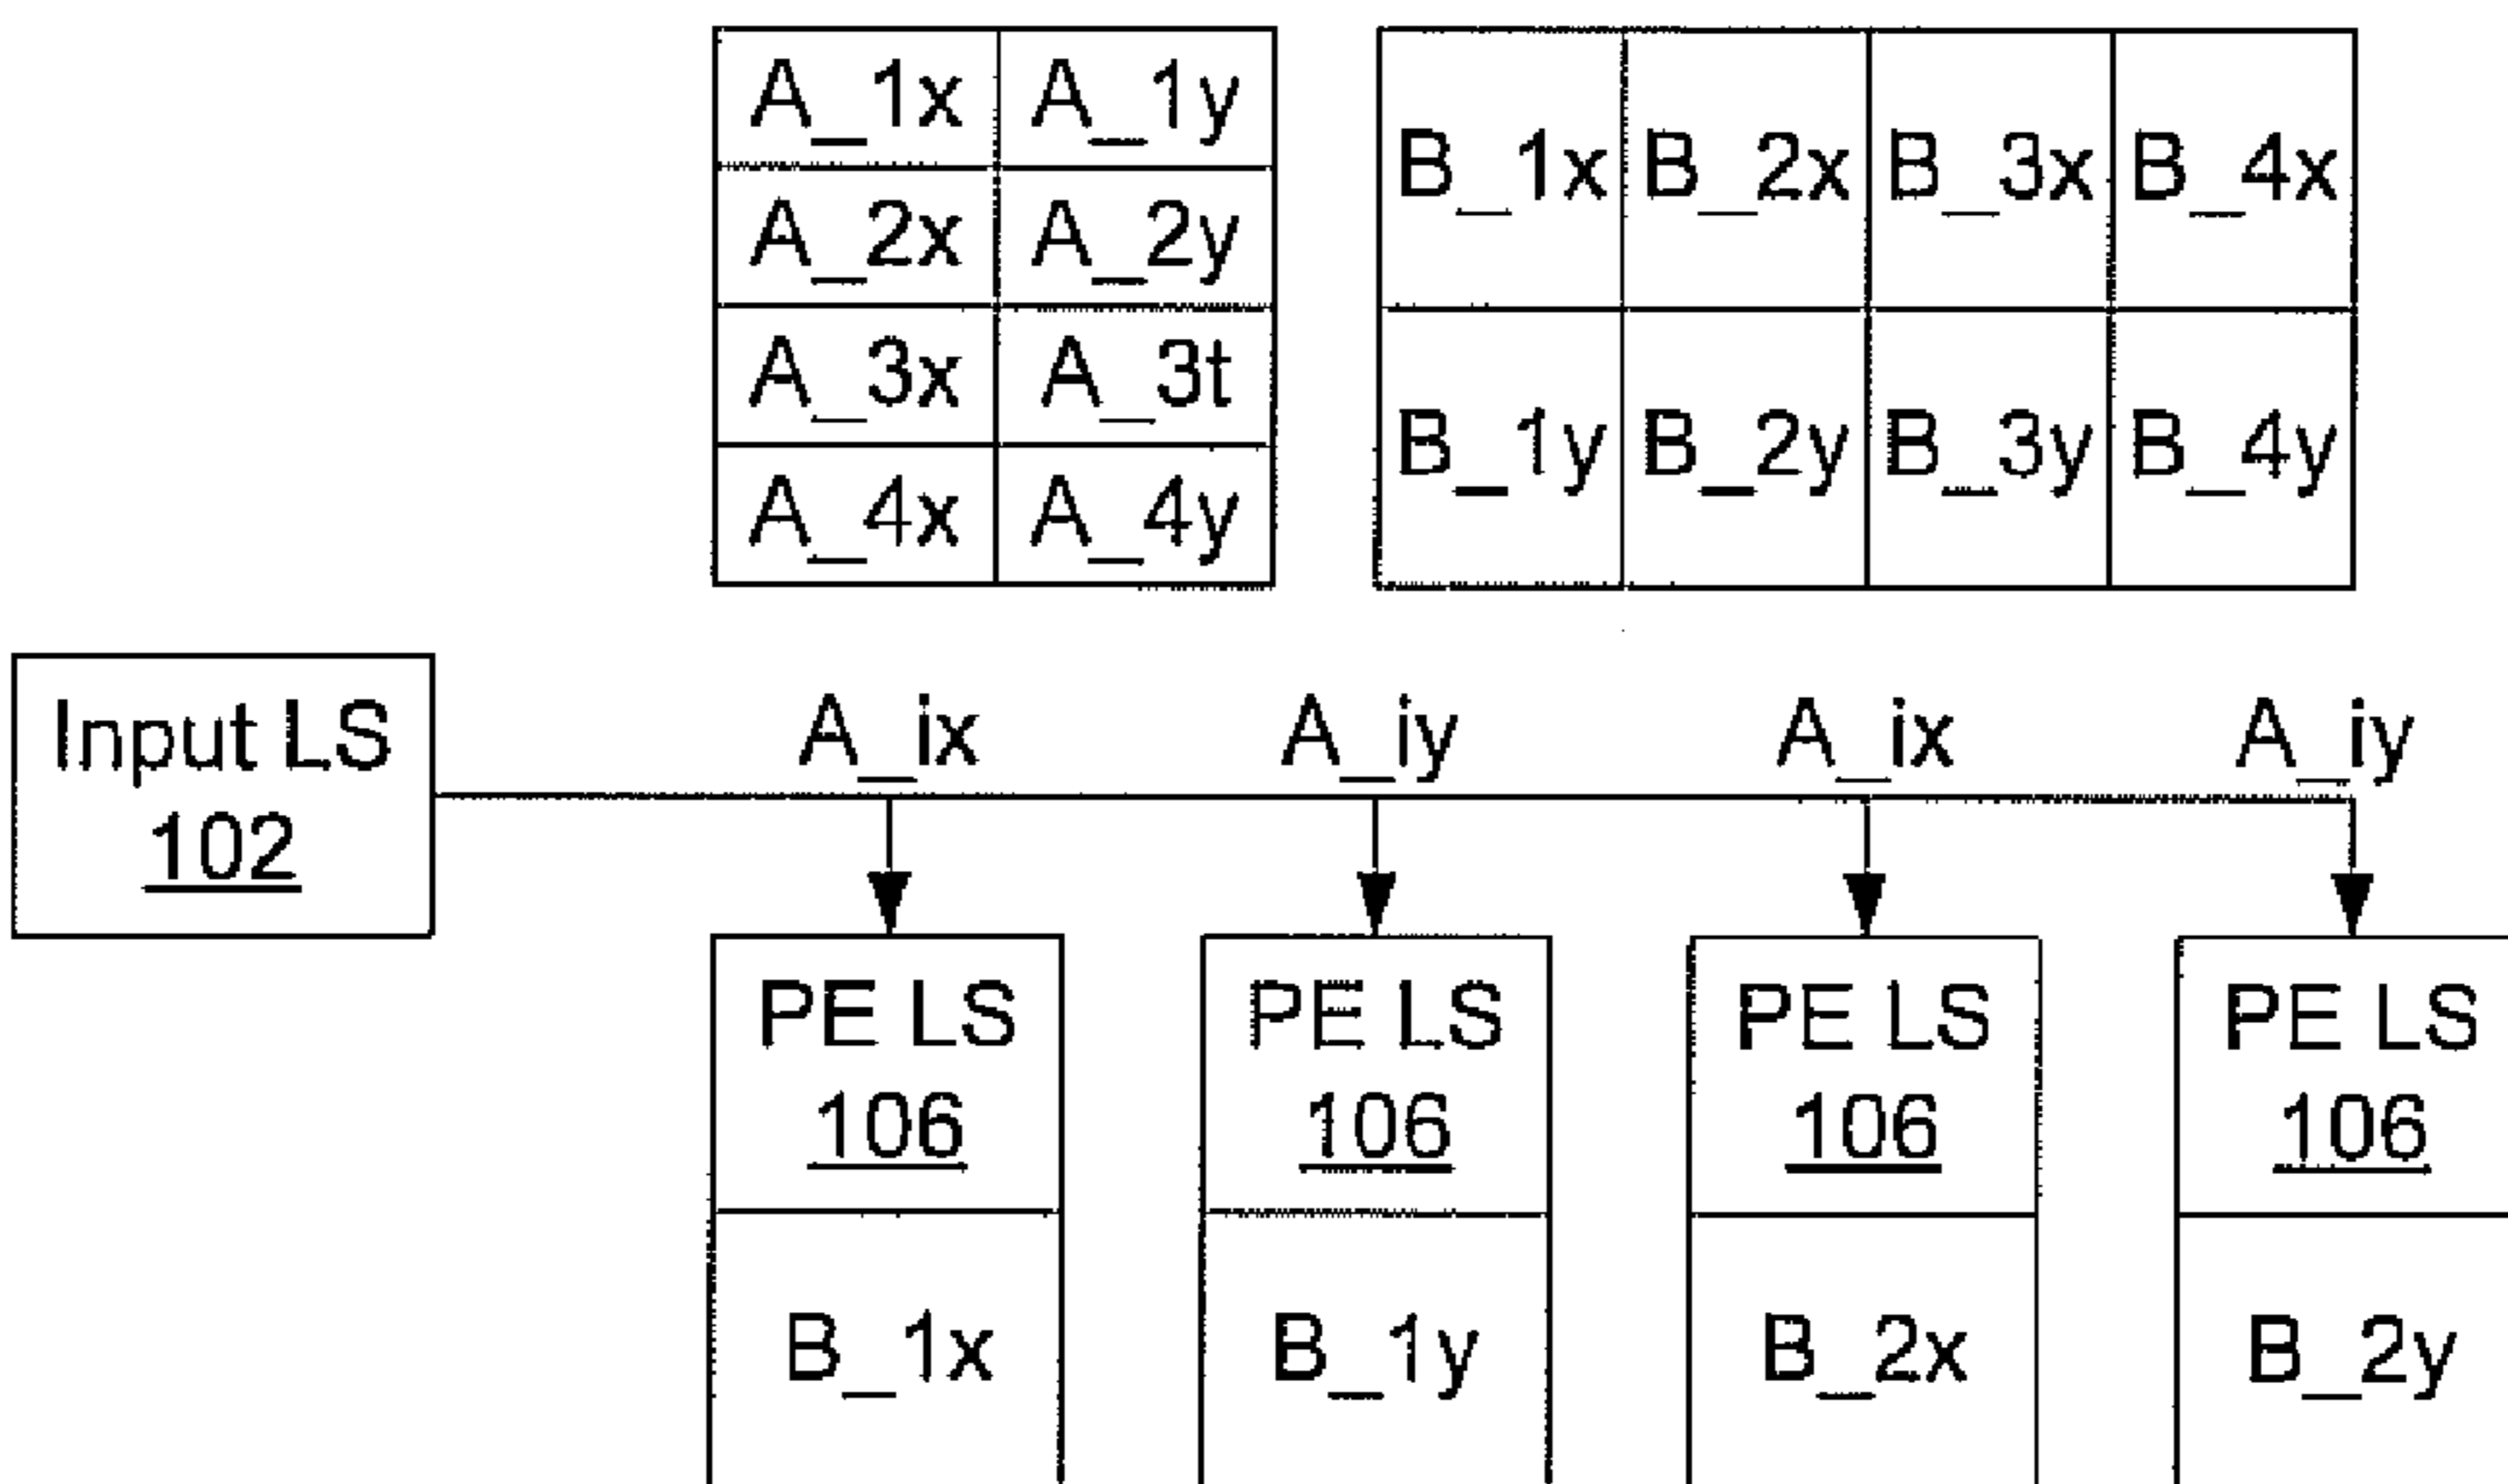 A_1x A_1y
A_2x A_2y
A_3x A_3t
A_4x A_4y
B_1x B_2x B_3x B_4x
B_1y B_2y B_3y B_4y
Input LS
102
A_ix A_iy A_ix A_iy
PE LS PE LS PE LS PE LS
106 106 106 106
B_1x B_1y B_2x B_2y